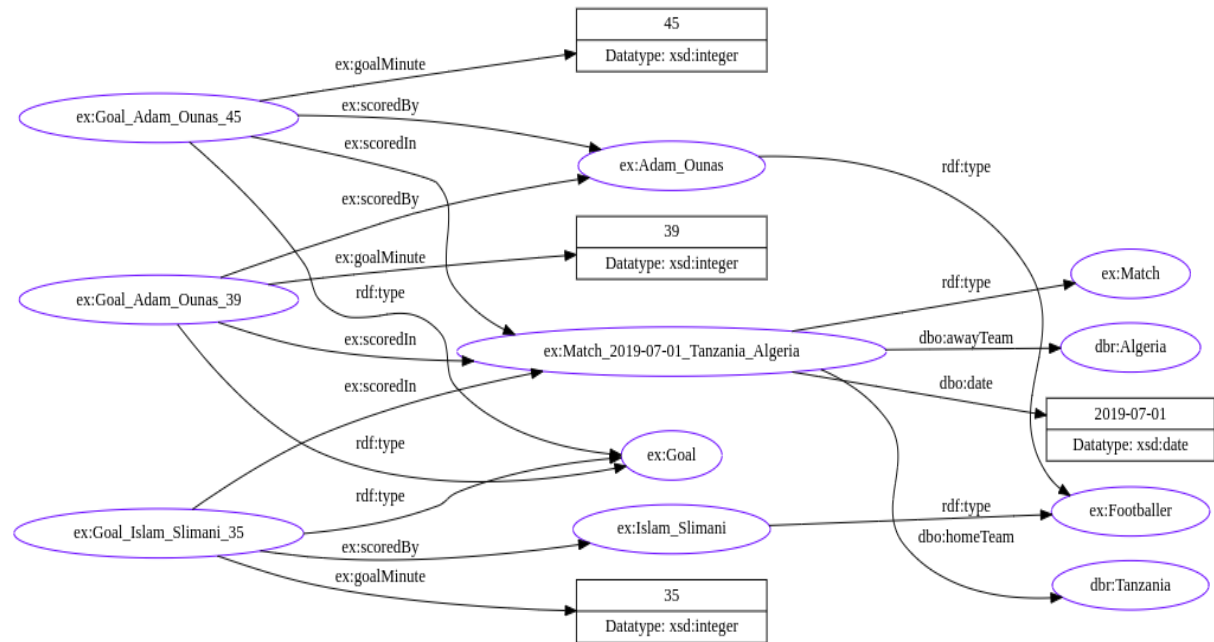 45
Datatype: xsd:integer
ex:goalMinute
ex:Goal_Adam_Ounas_45
ex:scoredBy
ex:scoredIn
ex:Adam_Ounas
rdf:type
ex:scoredBy
39
Datatype: xsd:integer
ex:goalMinute
ex:Goal_Adam_Ounas_39
rdf:type
ex:scoredIn
ex:Match_2019-07-01_Tanzania_Algeria
rdf:type
ex:Match
dbo:awayTeam
dbr:Algeria
dbo:date
2019-07-01
Datatype: xsd:date
ex:scoredIn
rdf:type
ex:Goal
rdf:type
ex:Goal_Islam_Slimani_35
ex:scoredBy
ex:Islam_Slimani
rdf:type
ex:Footballer
dbo:homeTeam
dbr:Tanzania
ex:goalMinute
35
Datatype: xsd:integer